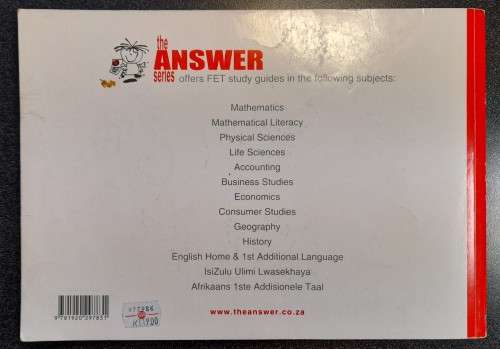 the
ANSWER
series offers FET study guides in the following subjects:
Mathematics
Mathematical Literacy
Physical Sciences
Life Sciences
Accounting
Business Studies
Economics
Consumer Studies
Geography
History
English Home & 1st Additional Language
IsiZulu Ulimi Lwasekhaya
Afrikaans 1ste Addisionele Taal
www.theanswer.co.za
9781920297831